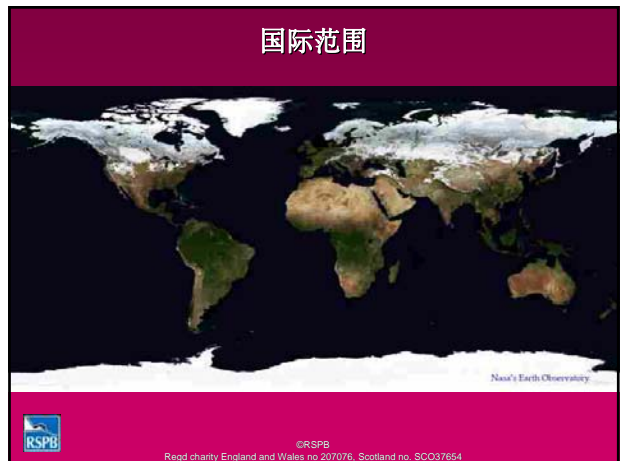 国际范围
Nasa's Earth Observatory
RSPB
©RSPB
Regd charity England and Wales no 207076, Scotland no. SCO37654